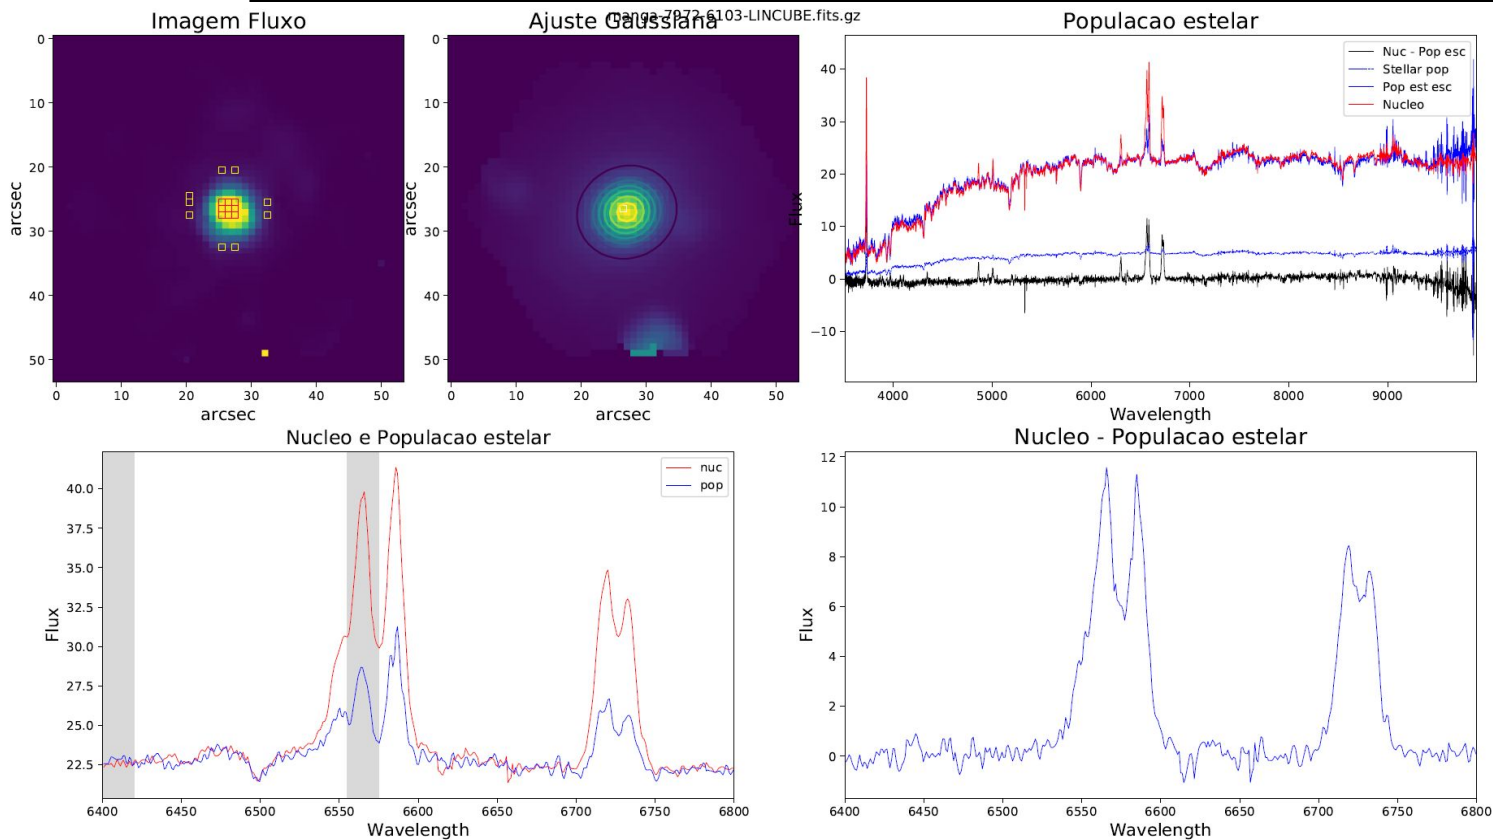 manga-7972-6103-LINCUBE.fits.gz
Imagem Fluxo
Ajuste Gaussiana
Populacao estelar
0
10
20
30
40
50
arcsec
0 10 20 30 40 50
arcsec
0
10
20
30
40
50
arcsec
0 10 20 30 40 50
arcsec
40
30
20
10
0
−10
Flux
Nuc - Pop esc
Stellar pop
Pop est esc
Nucleo
4000 5000 6000 7000 8000 9000
Wavelength
Nucleo e Populacao estelar
40.0
37.5
35.0
32.5
30.0
27.5
25.0
22.5
Flux
nuc
pop
6400 6450 6500 6550 6600 6650 6700 6750 6800
Wavelength
Nucleo - Populacao estelar
12
10
8
6
4
2
0
Flux
6400 6450 6500 6550 6600 6650 6700 6750 6800
Wavelength